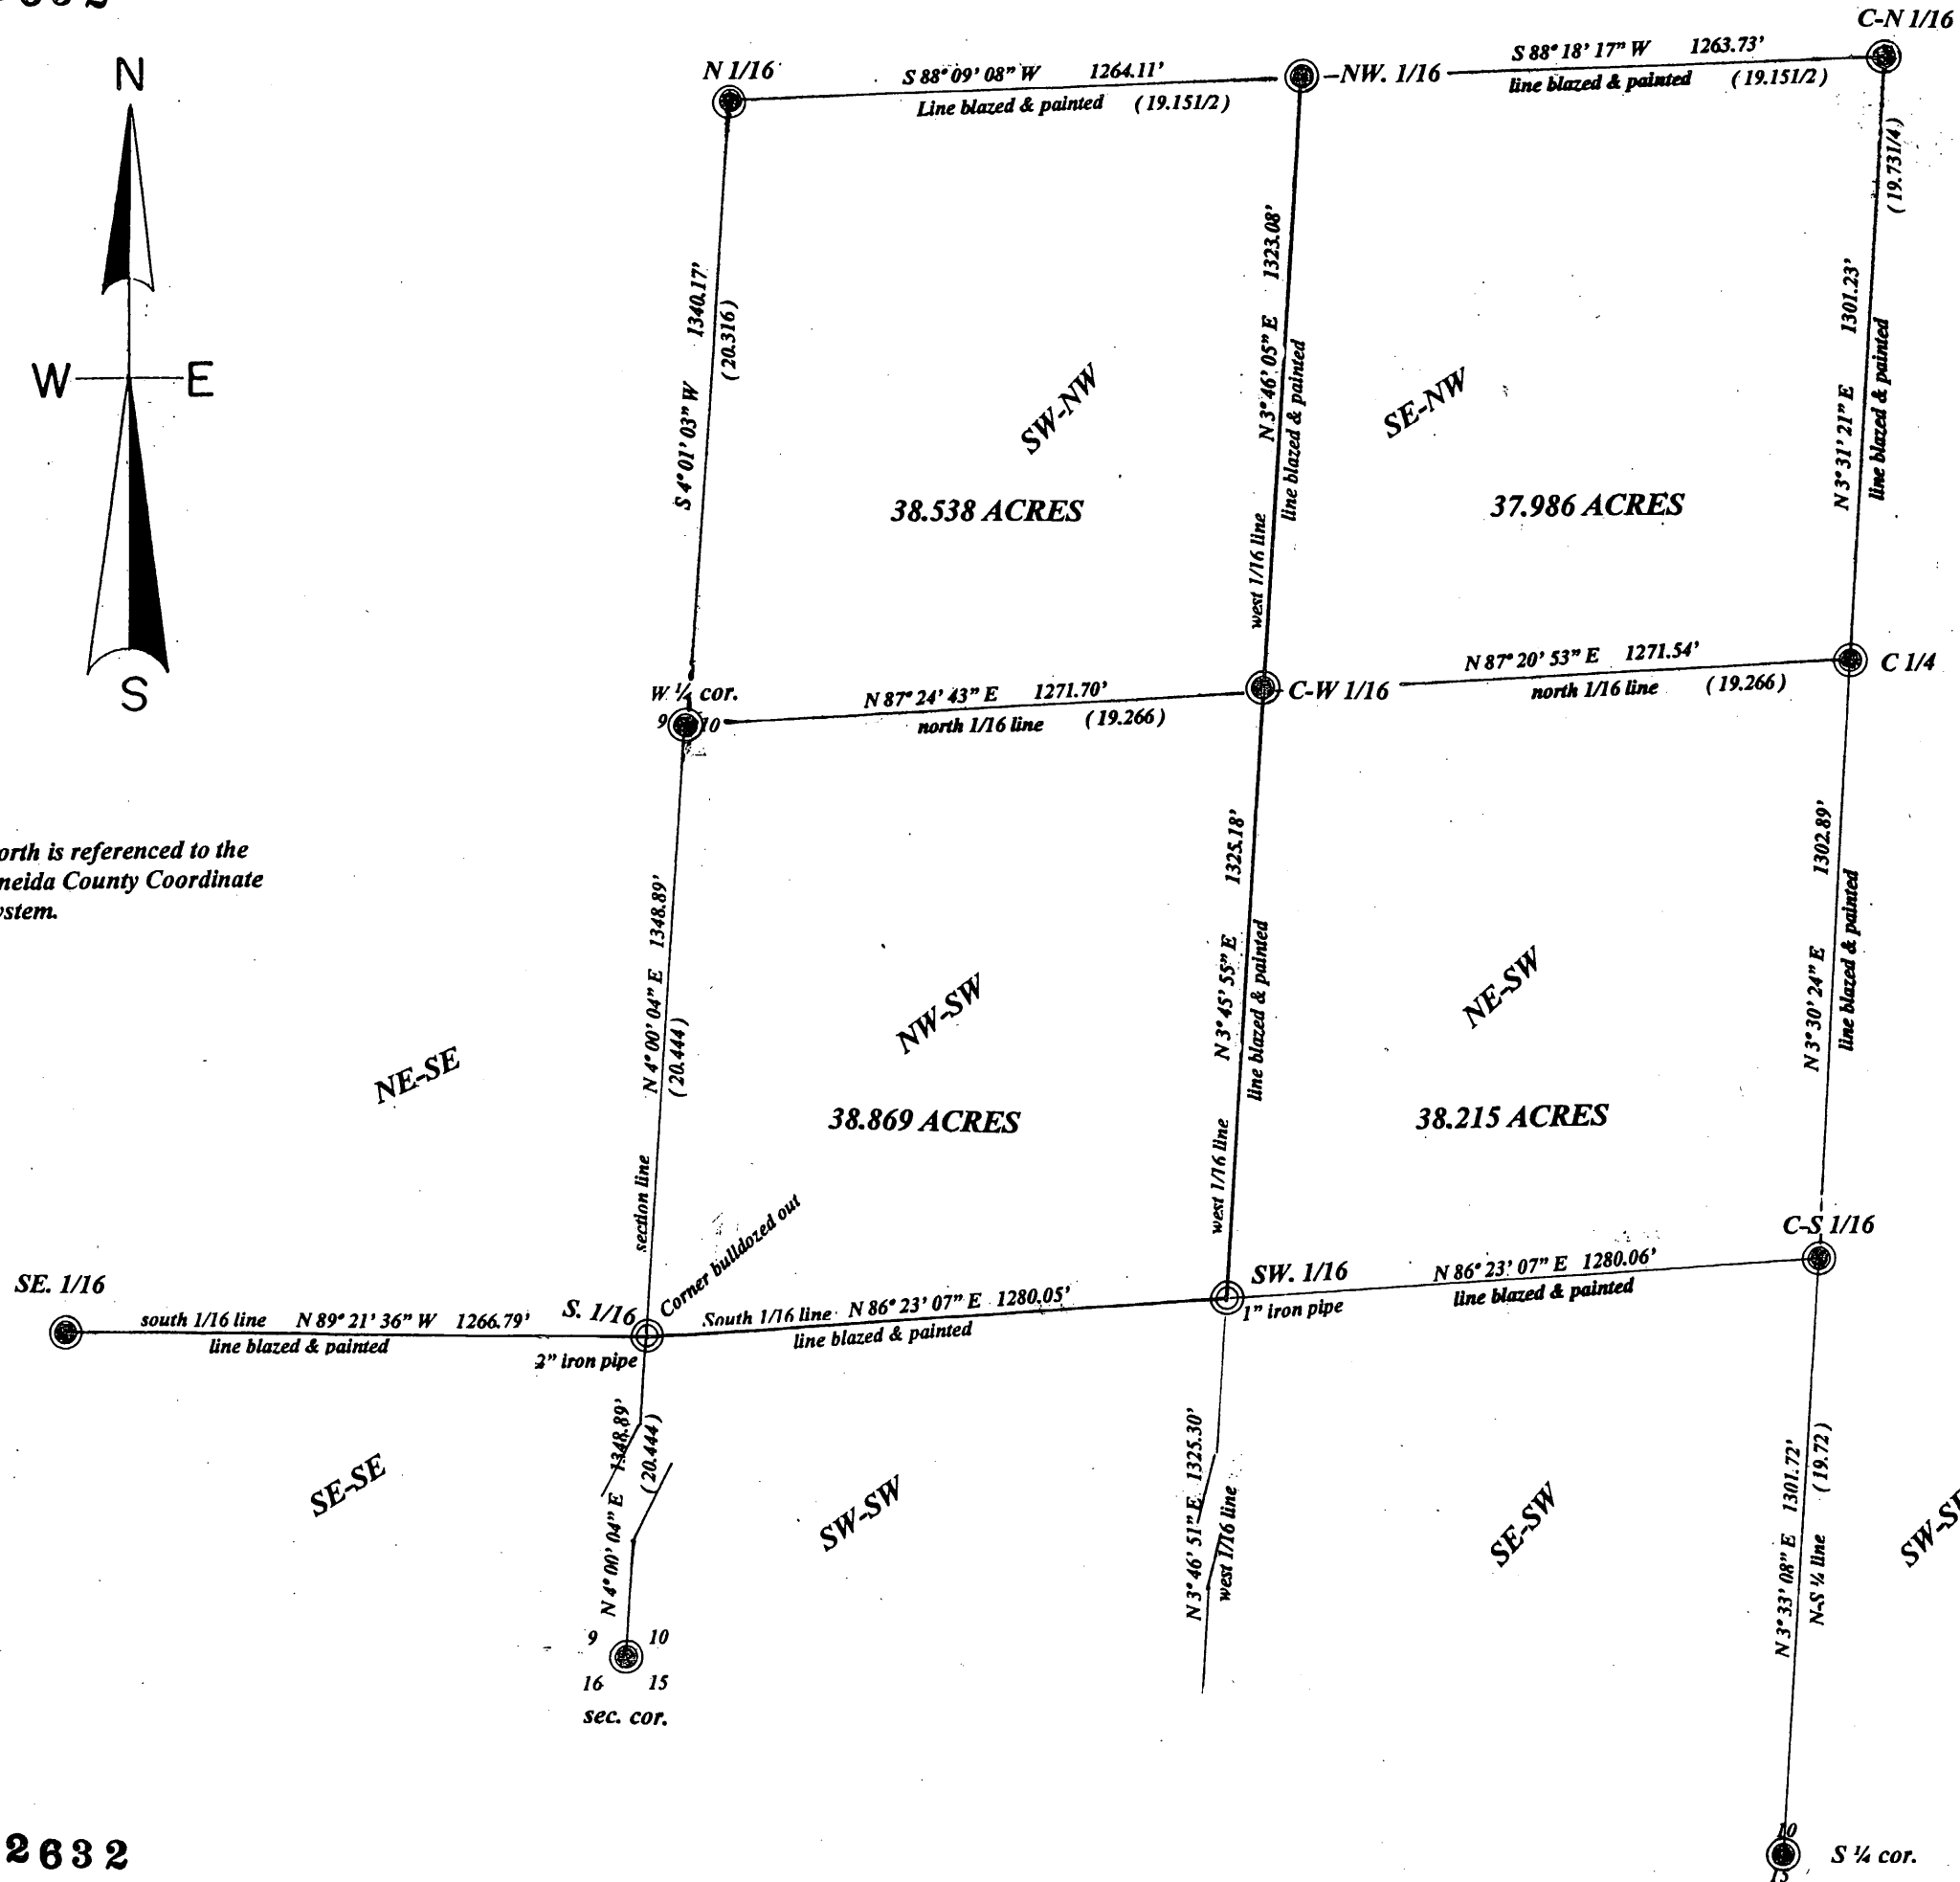 C-N 1/16
N
N 1/16
S 88° 09' 08" W 1264.11'
Line blazed & painted ( 19.151/2 )
NW. 1/16
S 88° 18' 17" W 1263.73'
line blazed & painted ( 19.151/2 )
( 19.731/4 )
S 4° 01' 03" W 1340.17'
( 20.316 )
N 3° 46' 05" E 1323.08'
line blazed & painted
west 1/16 line
N 3° 31' 21" E 1301.23'
line blazed & painted
W E
S
SW-NW
SE-NW
38.538 ACRES
37.986 ACRES
W ¼ cor.
9 10
N 87° 24' 43" E 1271.70'
north 1/16 line ( 19.266 )
C-W 1/16
N 87° 20' 53" E 1271.54'
north 1/16 line ( 19.266 )
C 1/4
orth is referenced to the
neida County Coordinate
ystem.
N 4° 00' 04" E 1348.89'
( 20.444 )
section line
N 3° 45' 55" E 1325.18'
line blazed & painted
west 1/16 line
N 3° 30' 24" E 1302.89'
line blazed & painted
NE-SE
NW-SW
NE-SW
38.869 ACRES
38.215 ACRES
C-S 1/16
SE. 1/16
south 1/16 line N 89° 21' 36" W 1266.79'
line blazed & painted
S. 1/16
Corner bulldozed out
2" iron pipe
South 1/16 line N 86° 23' 07" E 1280.05'
line blazed & painted
SW. 1/16
1" iron pipe
N 86° 23' 07" E 1280.06'
line blazed & painted
N 4° 00' 04" E 1348.89'
( 20.444 )
N 3° 46' 51" E 1325.30'
west 1/16 line
N 3° 33' 08" E 1301.72'
N-S ¼ line ( 19.72 )
SE-SE
SW-SW
SE-SW
9 10
16 15
sec. cor.
2632
10
S ¼ cor.
15